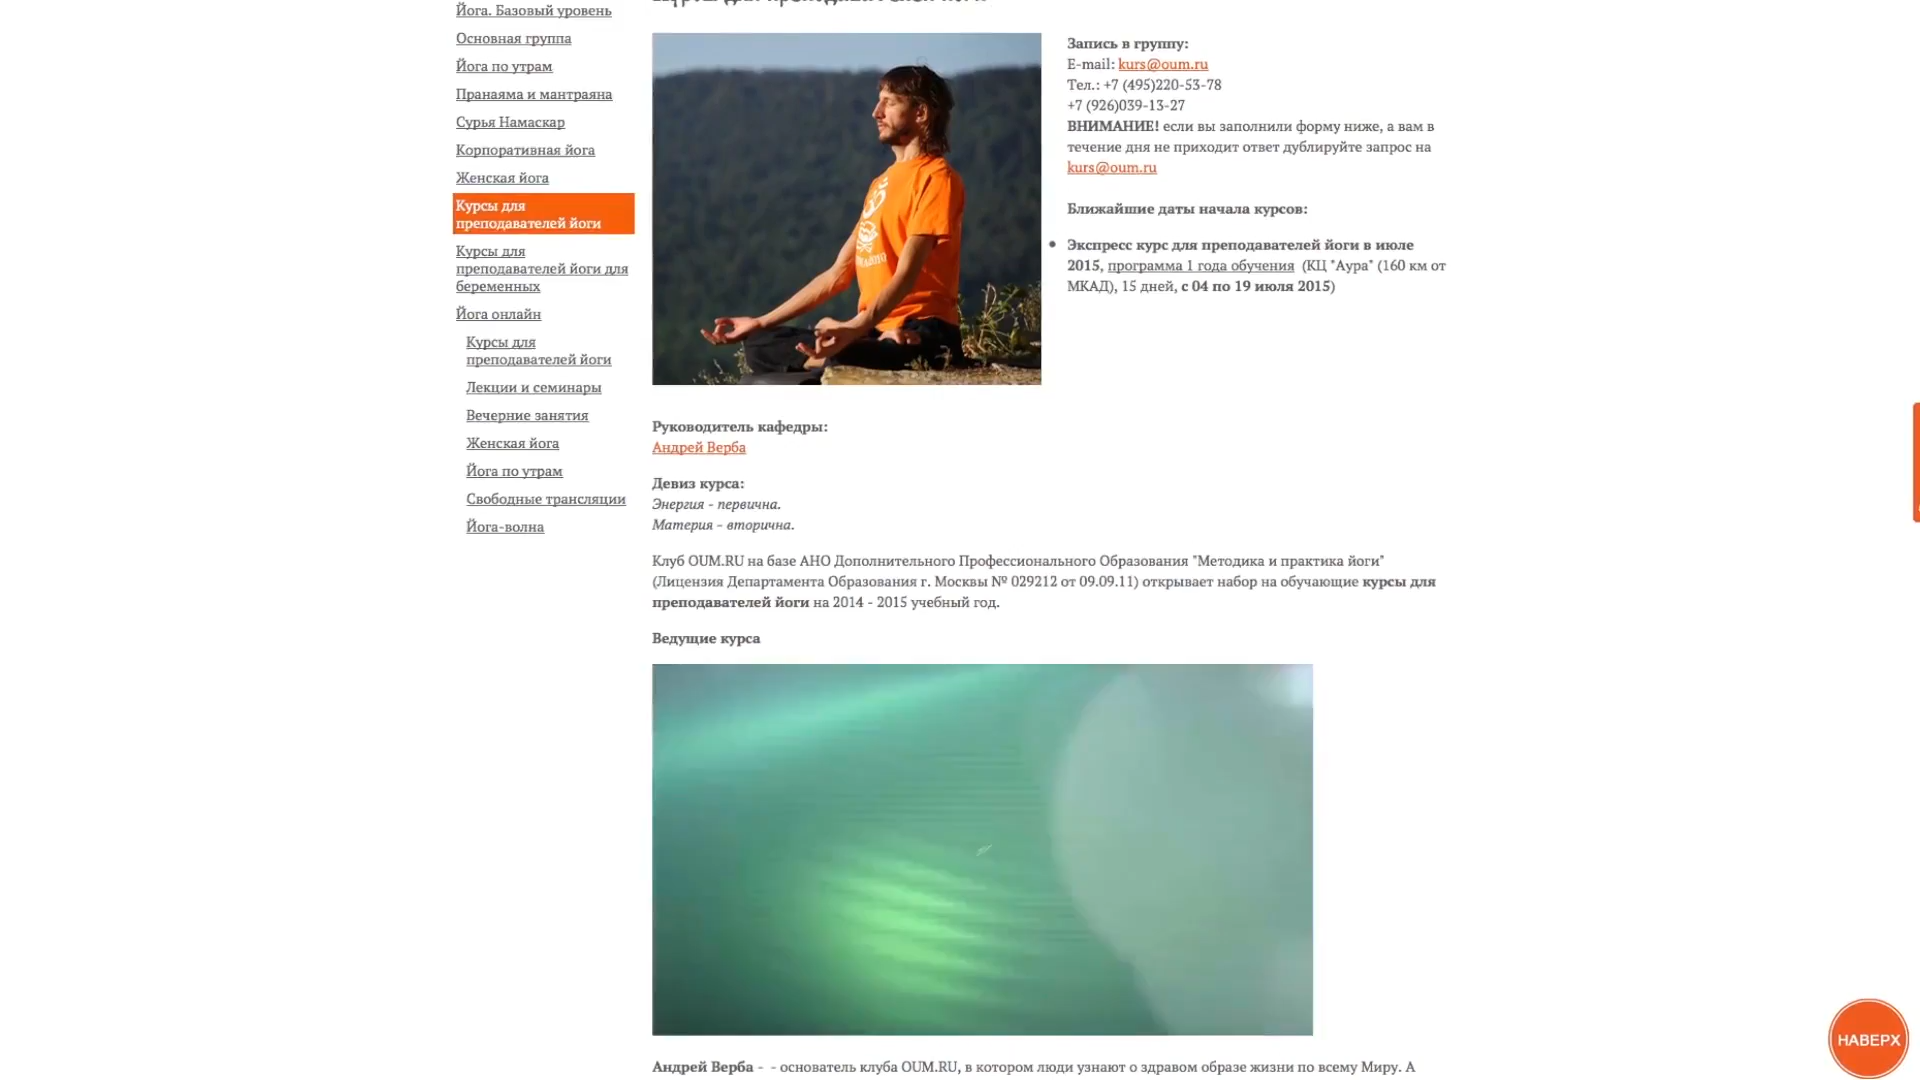 Йога. Базовый уровень
Основная группа
Йога по утрам
Пранаяма и мантраяна
Сурья Намаскар
Корпоративная йога
Женская йога
Курсы для
преподавателей йоги
Курсы для
преподавателей йоги для
беременных
Йога онлайн
Курсы для
преподавателей йоги
Лекции и семинары
Вечерние занятия
Женская йога
Йога по утрам
Свободные трансляции
Йога-волна
Запись в группу:
E-mail: kurs@oum.ru
Тел.: +7 (495)220-53-78
+7 (926)039-13-27
ВНИМАНИЕ! если вы заполнили форму ниже, а вам в
течение дня не приходит ответ дублируйте запрос на
kurs@oum.ru
Ближайшие даты начала курсов:
Экспресс курс для преподавателей йоги в июле
2015, программа 1 года обучения (КЦ "Аура" (160 км от
МКАД), 15 дней, с 04 по 19 июля 2015)
Руководитель кафедры:
Андрей Верба
Девиз курса:
Энергия - первична.
Материя - вторична.
Клуб OUM.RU на базе АНО Дополнительного Профессионального Образования "Методика и практика йоги"
(Лицензия Департамента Образования г. Москвы № 029212 от 09.09.11) открывает набор на обучающие курсы для
преподавателей йоги на 2014 - 2015 учебный год.
Ведущие курса
Андрей Верба - - основатель клуба OUM.RU, в котором люди узнают о здравом образе жизни по всему Миру. А
НАВЕРХ